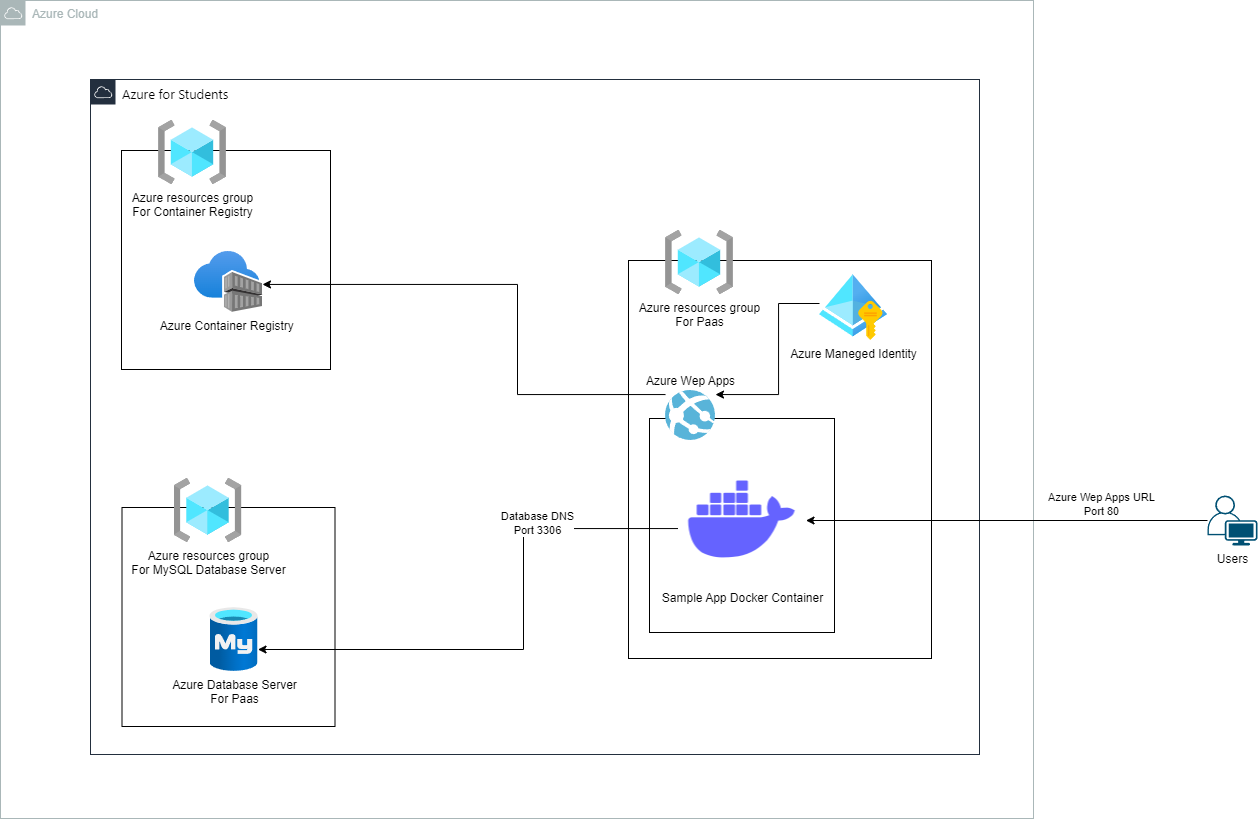 Azure Cloud
Azure for Students
Azure resources group
For Container Registry
Azure Container Registry
Azure resources group
For Paas
Azure Maneged Identity
Azure Wep Apps
Sample App Docker Container
Database DNS
Port 3306
Azure Wep Apps URL
Port 80
Users
Azure resources group
For MySQL Database Server
My
Azure Database Server
For Paas